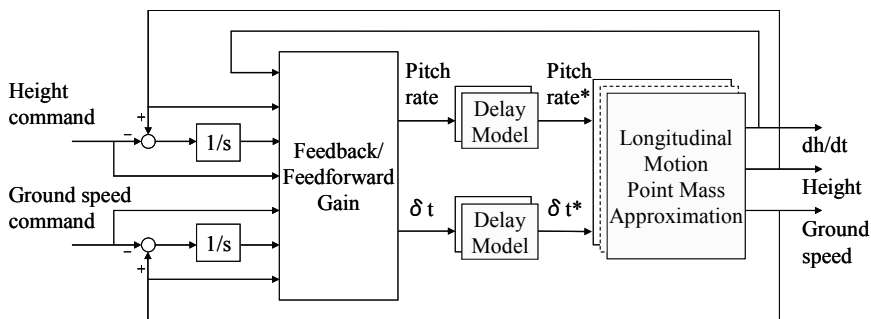 Height
command
+
−
1/s
Ground speed
command
−
+
1/s
Feedback/
Feedforward
Gain
Pitch
rate
Delay
Model
Pitch
rate*
δ t
Delay
Model
δ t*
Longitudinal
Motion
Point Mass
Approximation
dh/dt
Height
Ground
speed